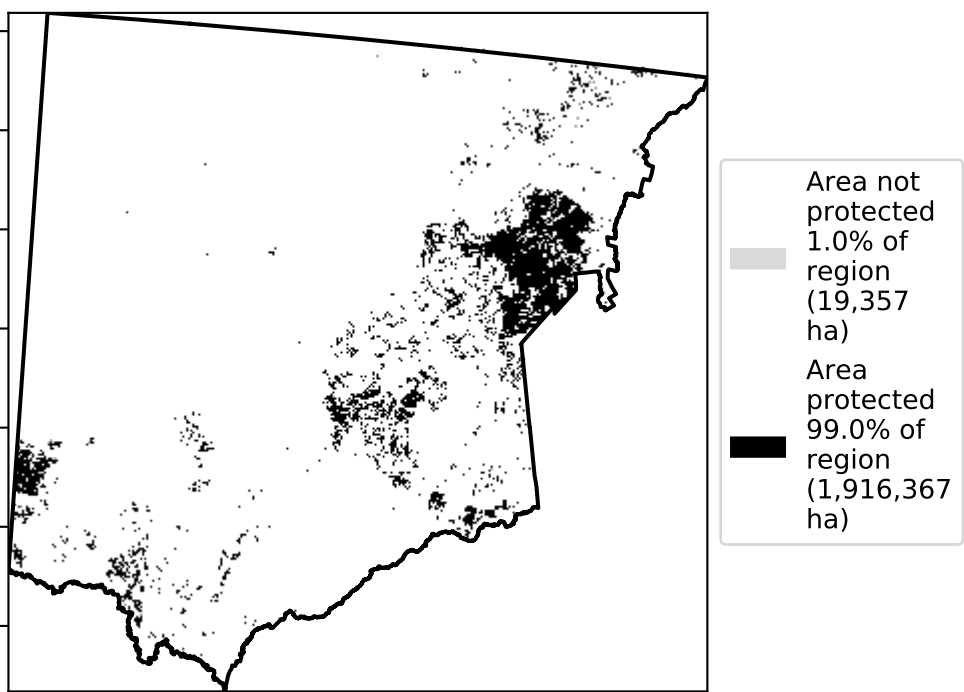 Area not
protected
1.0% of
region
(19,357
ha)
Area
protected
99.0% of
region
(1,916,367
ha)